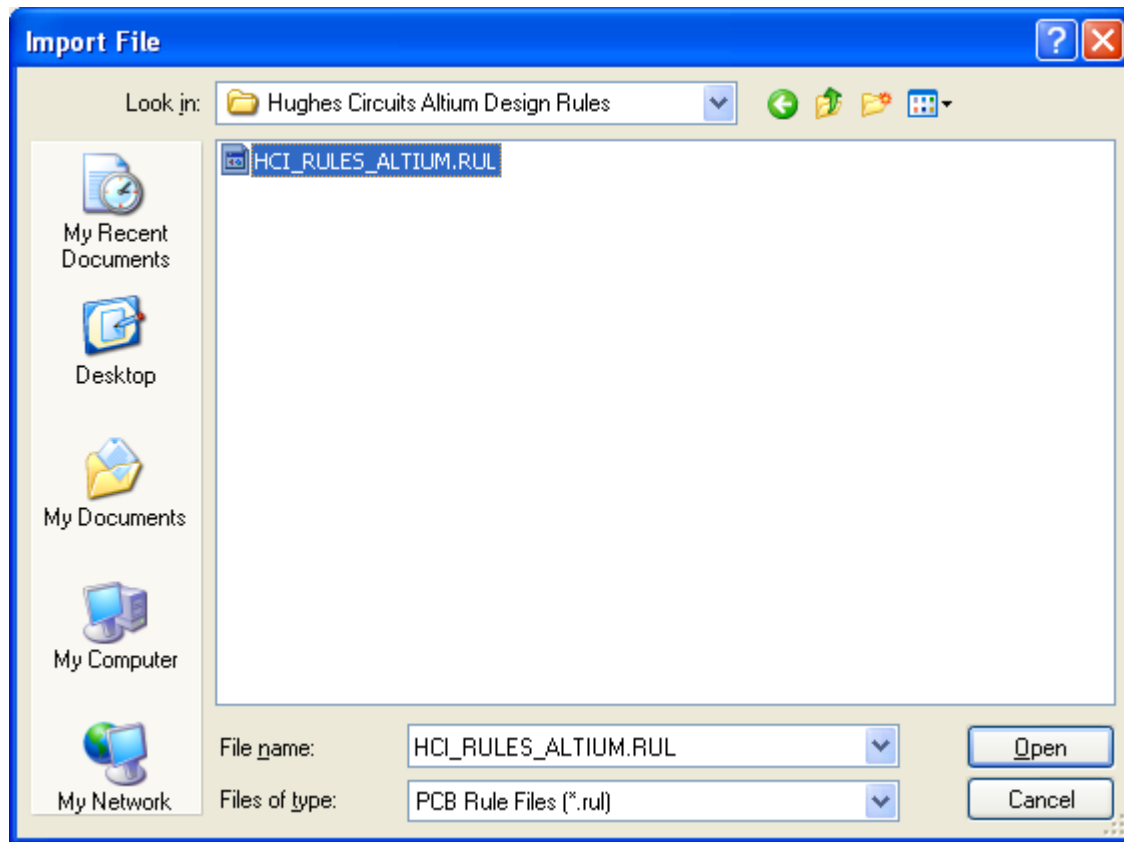 Import File
Look in:
Hughes Circuits Altium Design Rules
HCI_RULES_ALTIUM.RUL
My Recent
Documents
Desktop
My Documents
My Computer
My Network
File name:
HCI_RULES_ALTIUM.RUL
Open
Files of type:
PCB Rule Files (*.rul)
Cancel